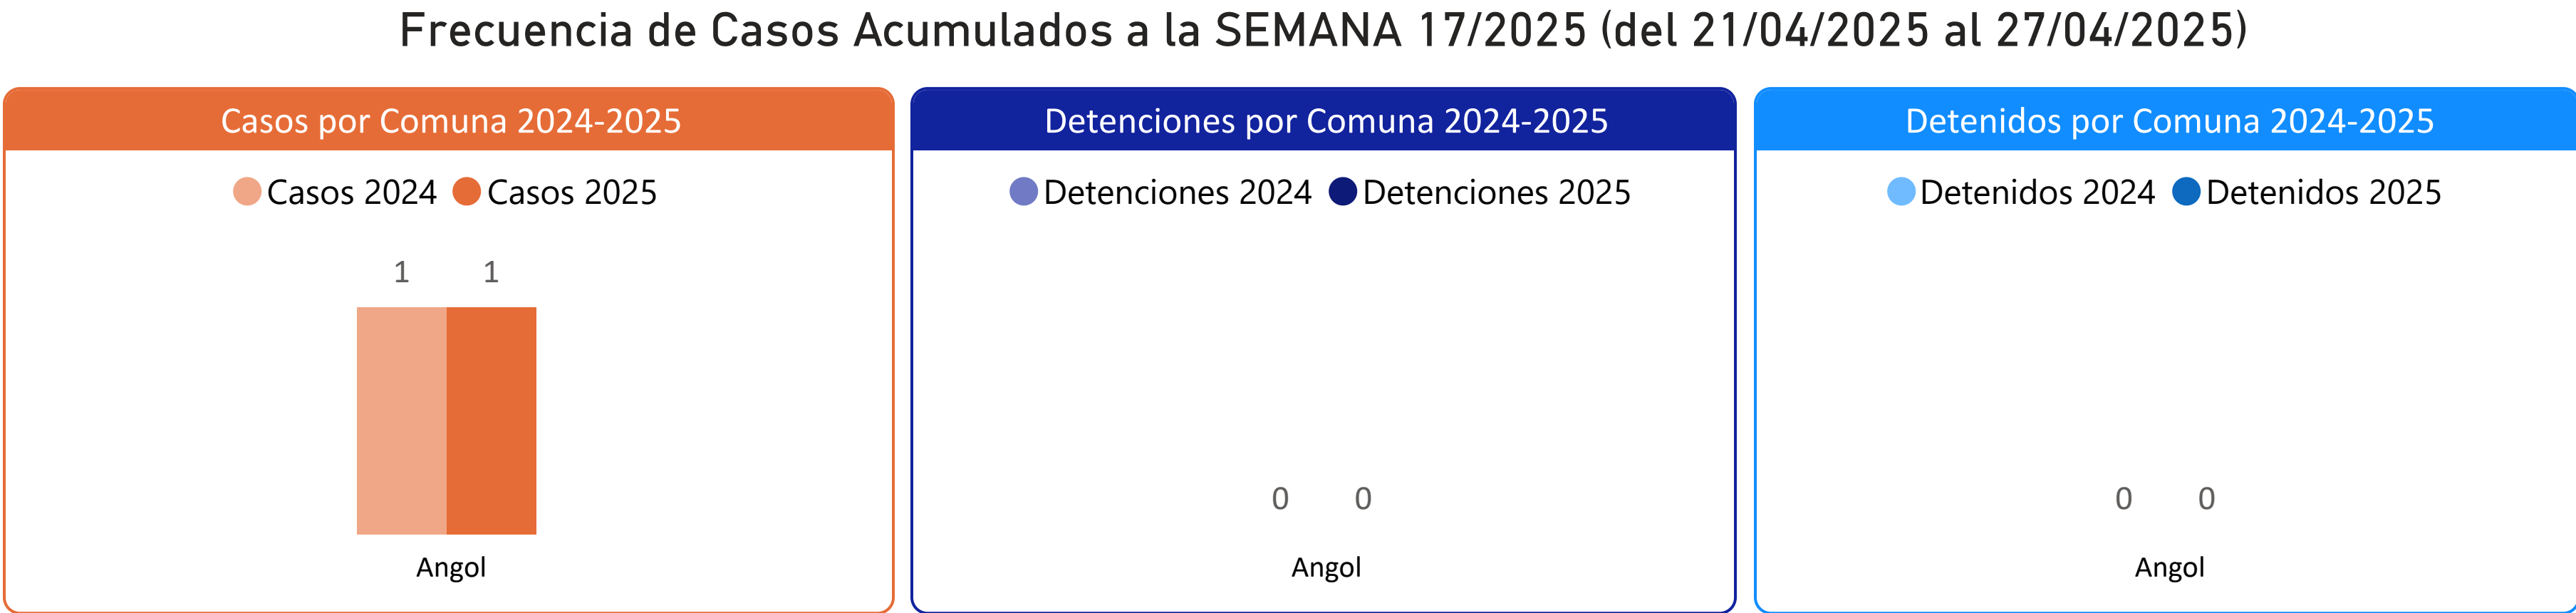 Frecuencia de Casos Acumulados a la SEMANA 17/2025 (del 21/04/2025 al 27/04/2025)
Casos por Comuna 2024-2025
Casos 2024 Casos 2025
1 1
Angol
Detenciones por Comuna 2024-2025
Detenciones 2024 Detenciones 2025
0 0
Angol
Detenidos por Comuna 2024-2025
Detenidos 2024 Detenidos 2025
0 0
Angol